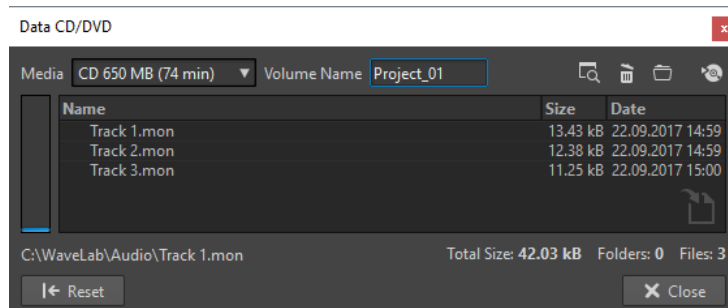 Data CD/DVD
x
Media CD 650 MB (74 min) Volume Name Project_01
Name Size Date
Track 1.mon 13.43 kB 22.09.2017 14:59
Track 2.mon 12.38 kB 22.09.2017 14:59
Track 3.mon 11.25 kB 22.09.2017 15:00
C:\WaveLab\Audio\Track 1.mon Total Size: 42.03 kB Folders: 0 Files: 3
Reset Close